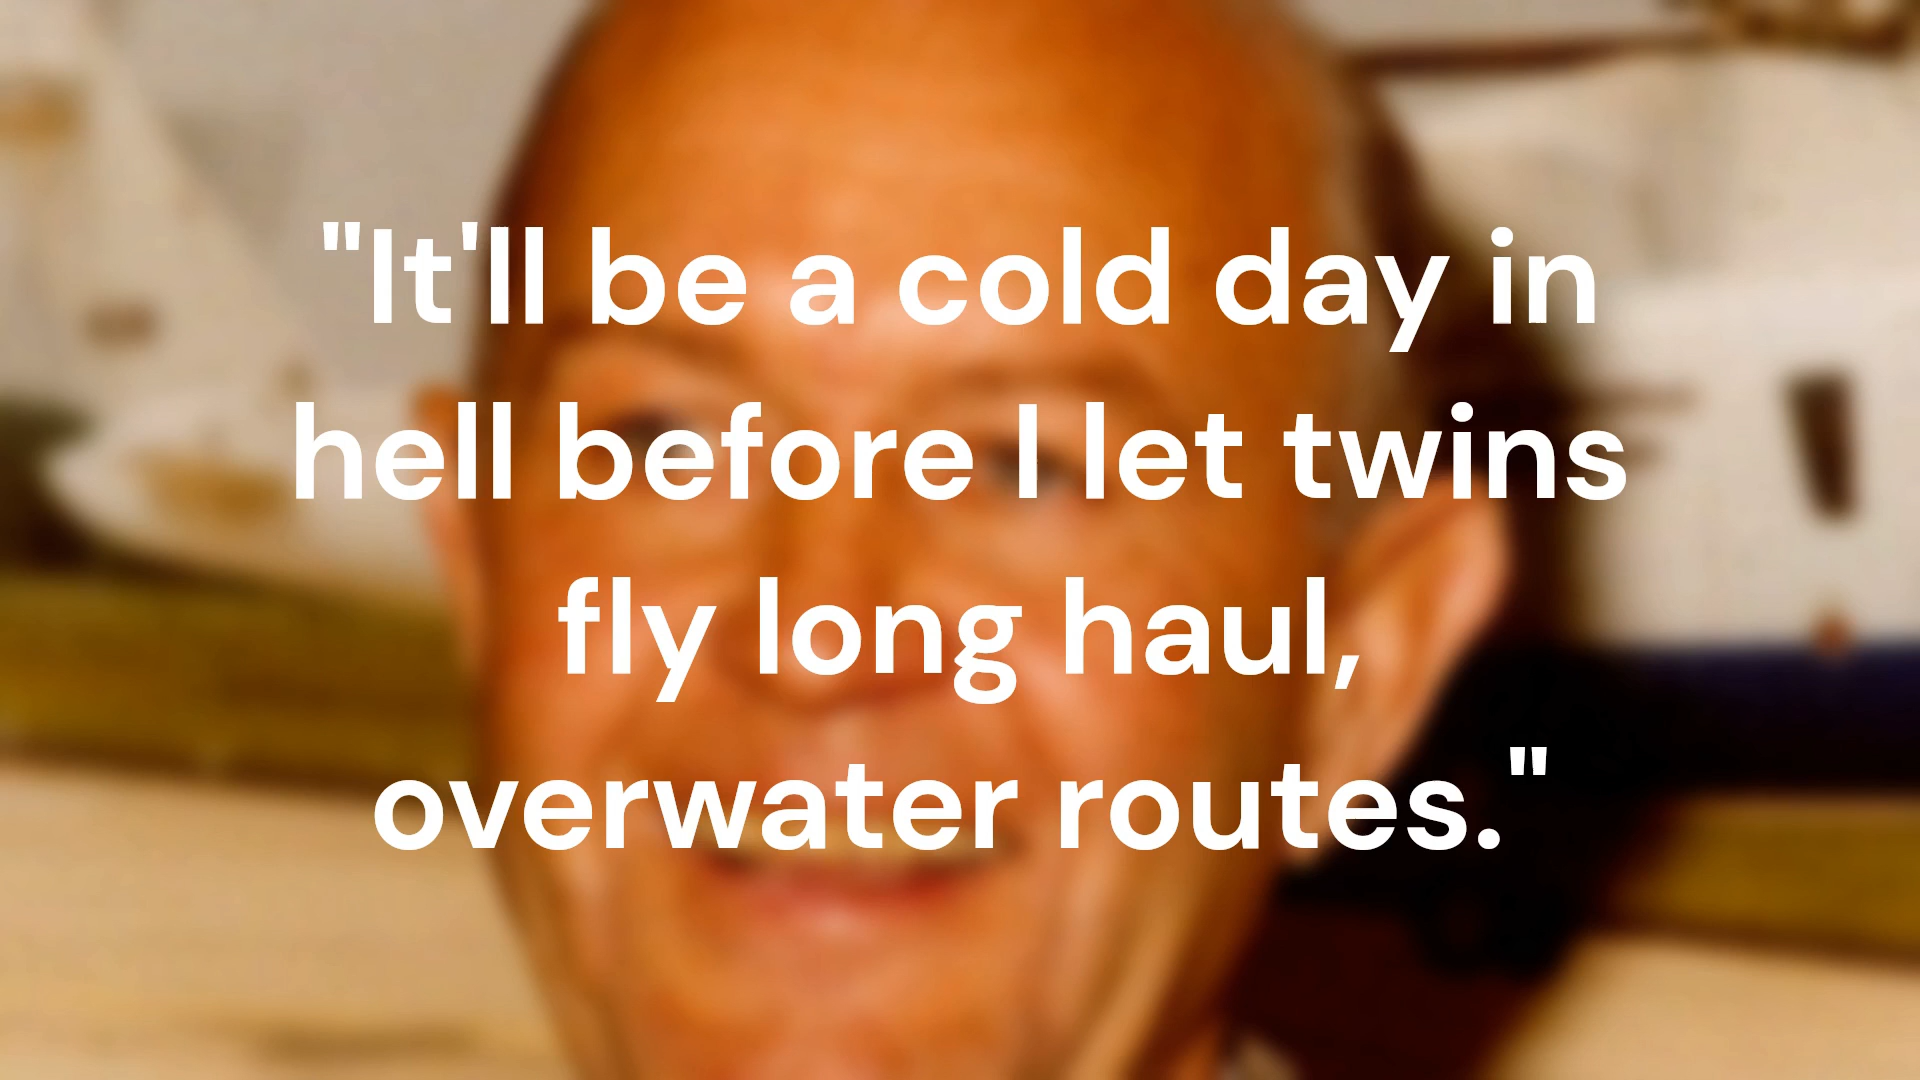 "It'll be a cold day in
hell before I let twins
fly long haul,
overwater routes."